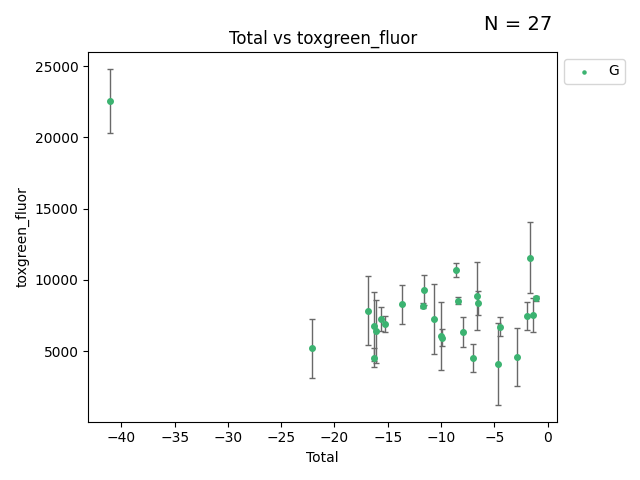 N = 27
Total vs toxgreen_fluor
G
25000
20000
15000
10000
5000
toxgreen_fluor
−40 −35 −30 −25 −20 −15 −10 −5 0
Total